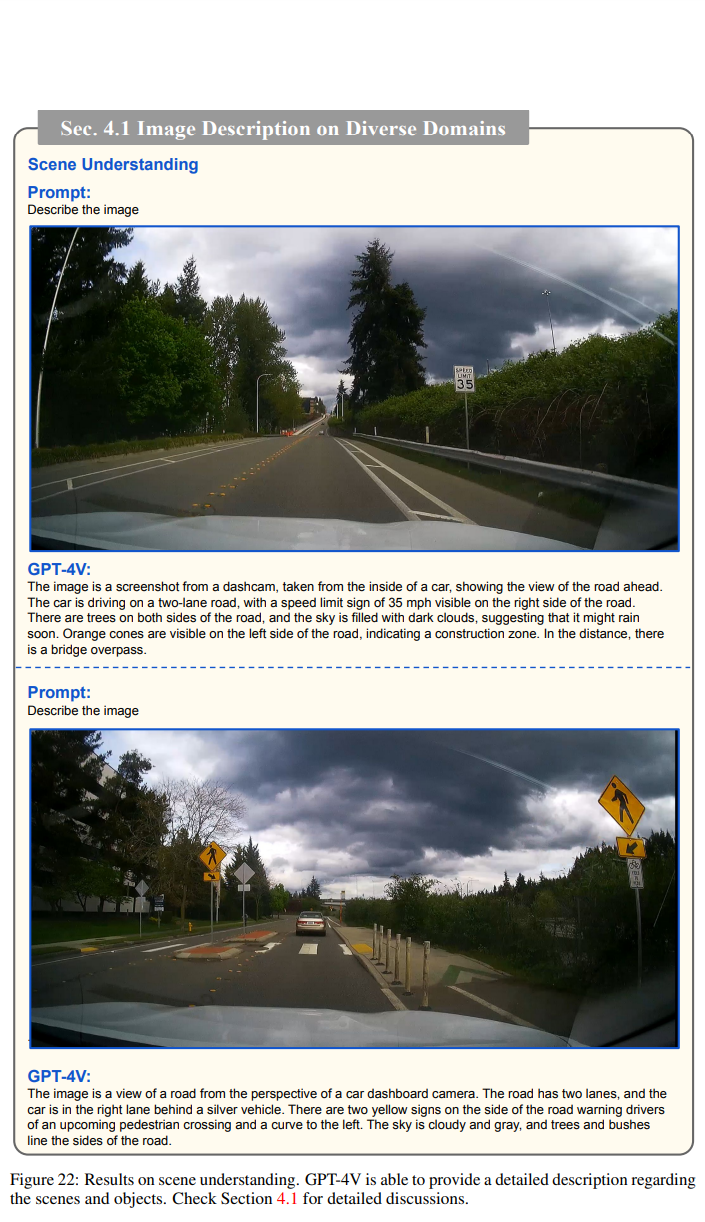 Sec. 4.1 Image Description on Diverse Domains
Scene Understanding
Prompt:
Describe the image
SPEED
LIMIT
35
GPT-4V:
The image is a screenshot from a dashcam, taken from the inside of a car, showing the view of the road ahead.
The car is driving on a two-lane road, with a speed limit sign of 35 mph visible on the right side of the road.
There are trees on both sides of the road, and the sky is filled with dark clouds, suggesting that it might rain
soon. Orange cones are visible on the left side of the road, indicating a construction zone. In the distance, there
is a bridge overpass.
Prompt:
Describe the image
GPT-4V:
The image is a view of a road from the perspective of a car dashboard camera. The road has two lanes, and the
car is in the right lane behind a silver vehicle. There are two yellow signs on the side of the road warning drivers
of an upcoming pedestrian crossing and a curve to the left. The sky is cloudy and gray, and trees and bushes
line the sides of the road.
Figure 22: Results on scene understanding. GPT-4V is able to provide a detailed description regarding
the scenes and objects. Check Section 4.1 for detailed discussions.